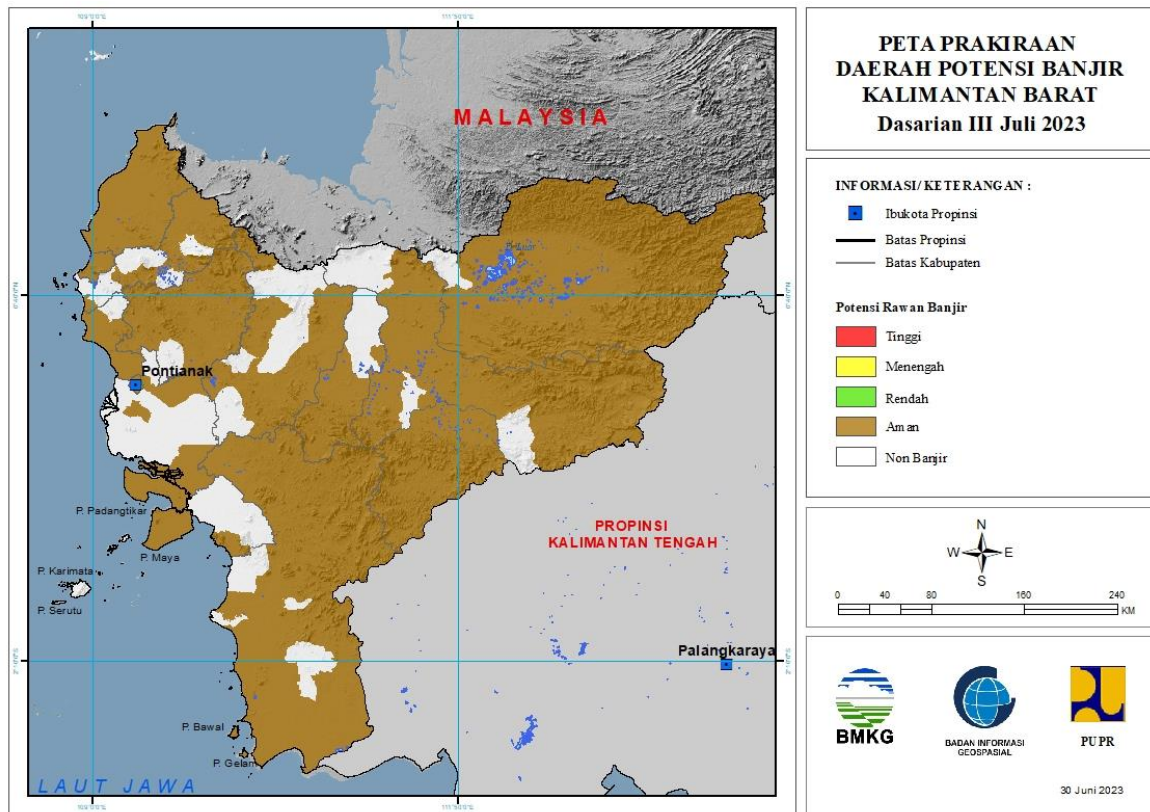 PETA PRAKIRAAN
DAERAH POTENSI BANJIR
KALIMANTAN BARAT
Dasarian III Juli 2023
INFORMASI/ KETERANGAN :
Ibukota Propinsi
Batas Propinsi
Batas Kabupaten
Potensi Rawan Banjir
Tinggi
Menengah
Rendah
Aman
Non Banjir
N
W E
S
0 40 80 160 240
KM
BMKG
BADAN INFORMASI
GEOSPASIAL
PUPR
30 Juni 2023
MALAYSIA
Pontianak
P. Padangtikar
P. Maya
P. Karimata
P. Serutu
PROPINSI
KALIMANTAN TENGAH
Palangkaraya
P. Bawal
P. Gelam
LAUT JAWA